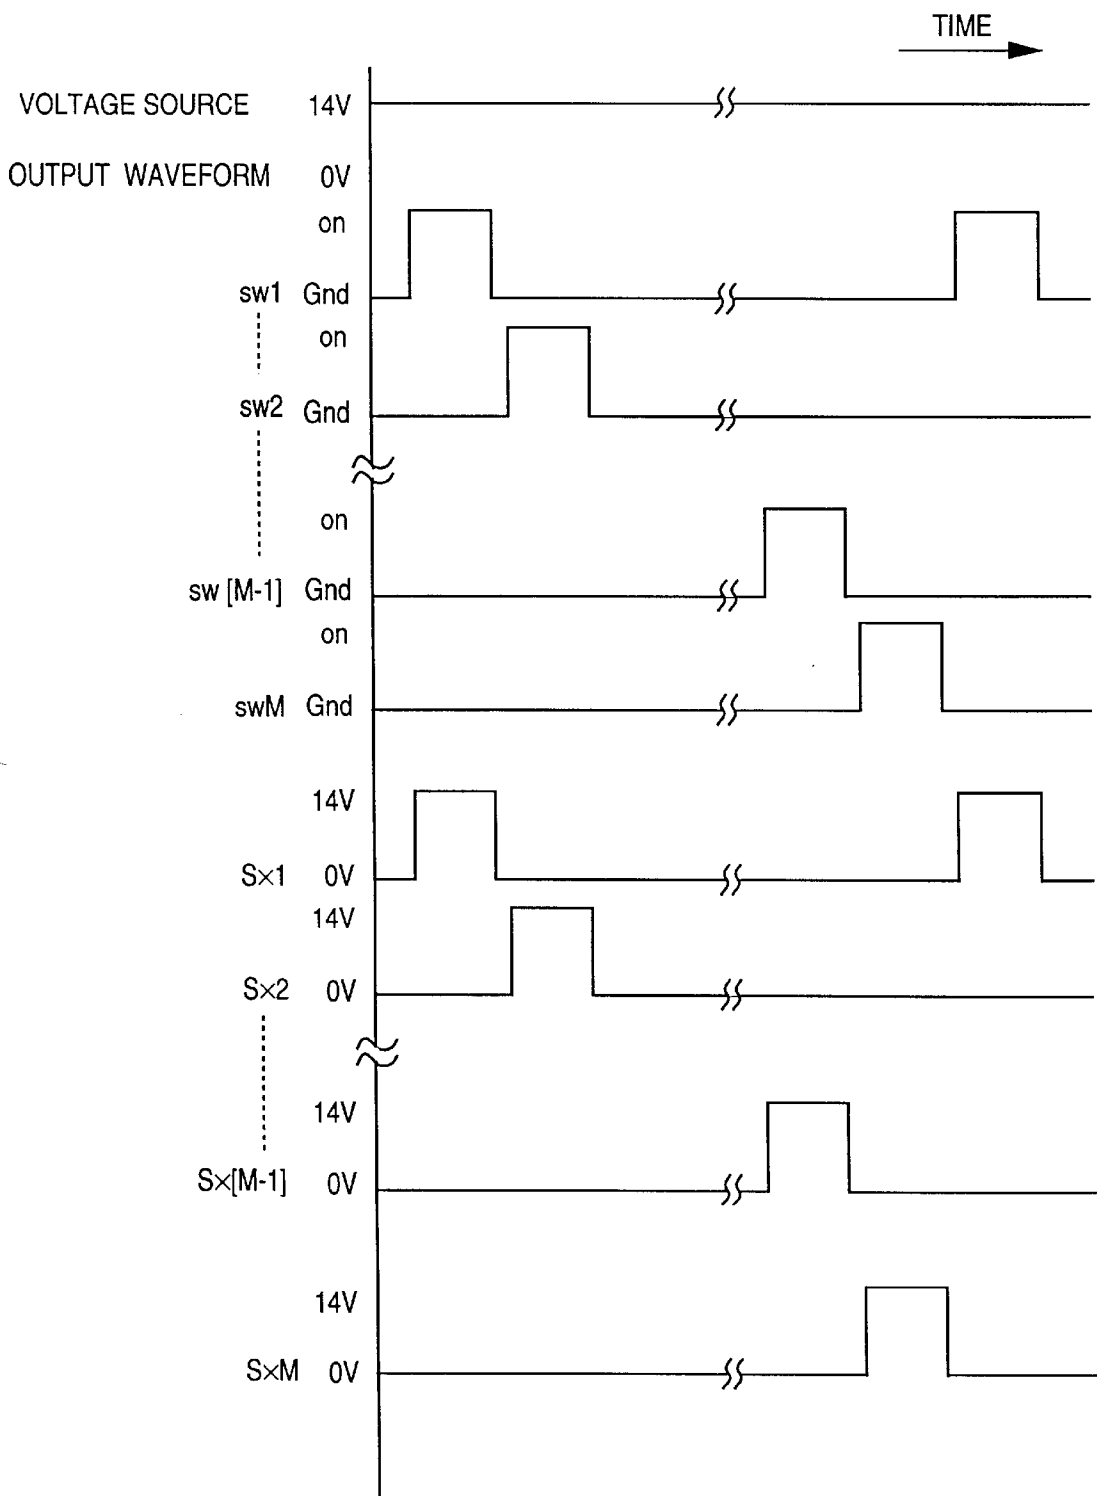 TIME
VOLTAGE SOURCE 14V
OUTPUT WAVEFORM 0V
on
sw1 Gnd
on
sw2 Gnd
on
sw [M-1] Gnd
on
swM Gnd
14V
S×1 0V
14V
S×2 0V
14V
S×[M-1] 0V
14V
S×M 0V